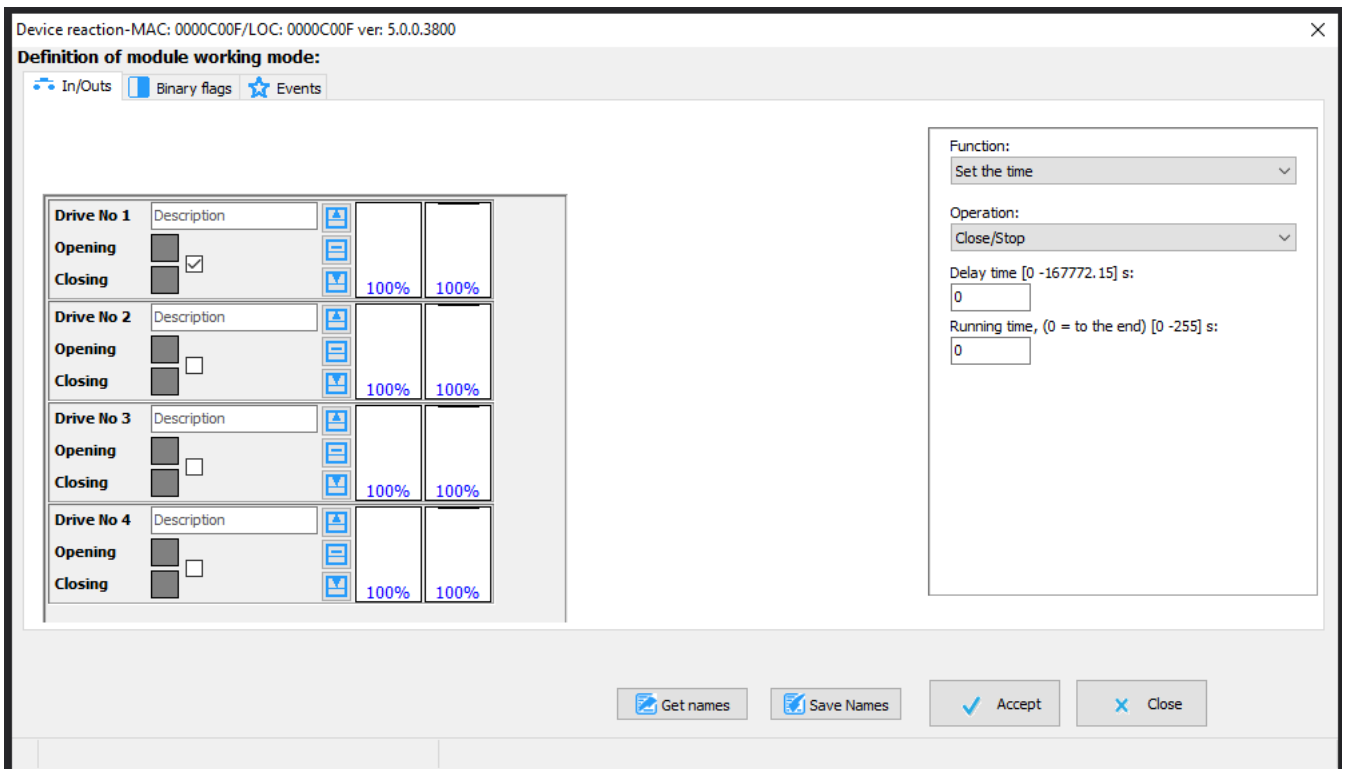 Device reaction-MAC: 0000C00F/LOC: 0000C00F ver: 5.0.0.3800
Definition of module working mode:
In/Outs Binary flags Events
Drive No 1 Description
Opening
Closing
100% 100%
Drive No 2 Description
Opening
Closing
100% 100%
Drive No 3 Description
Opening
Closing
100% 100%
Drive No 4 Description
Opening
Closing
100% 100%
Function:
Set the time
Operation:
Close/Stop
Delay time [0 -167772.15] s:
0
Running time, (0 = to the end) [0 -255] s:
0
Get names Save Names Accept Close